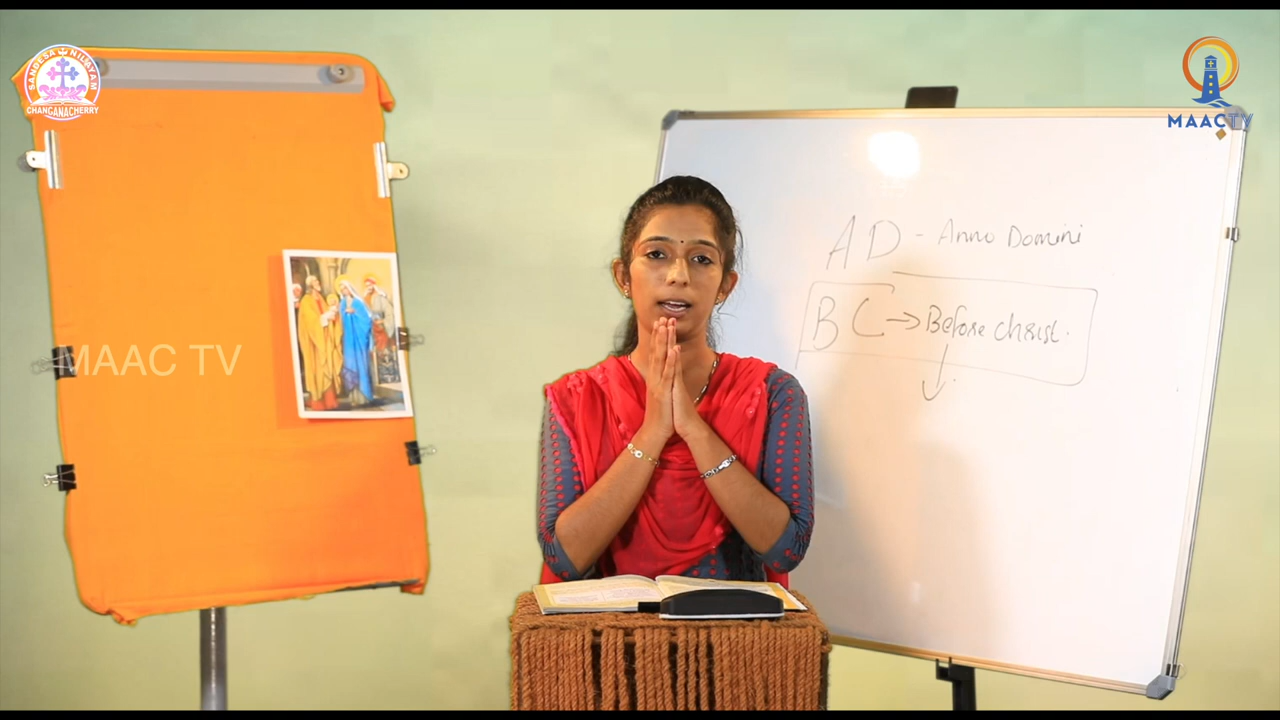 SANDESA NILAYAM
CHANGANACHERRY
MAACTV
AD - Anno Domini
BC → Before Christ.
MAAC TV